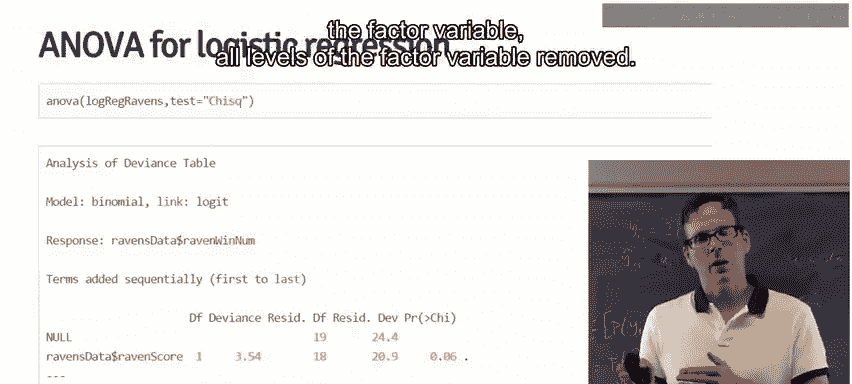 ANOVA for logistic regression
the factor variable,
all levels of the factor variable removed.
anova(logRegRavens,test="Chisq")
Analysis of Deviance Table
Model: binomial, link: logit
Response: ravensData$ravenWinNum
Terms added sequentially (first to last)
Df Deviance Resid. Df Resid. Dev Pr(>Chi)
NULL 19 24.4
ravensData$ravenScore 1 3.54 18 20.9 0.06 .
---